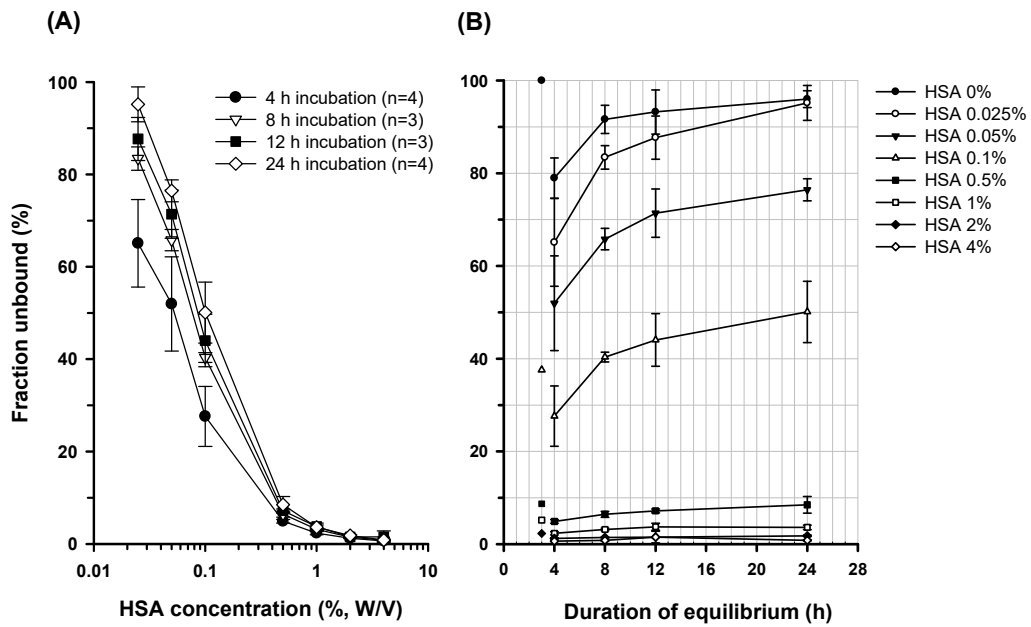 (A)
(B)
100
80
60
40
20
0
0.01
0.1
1
10
Fraction unbound (%)
HSA concentration (%, W/V)
4 h incubation (n=4)
8 h incubation (n=3)
12 h incubation (n=3)
24 h incubation (n=4)
100
80
60
40
20
0
0 4 8 12 16 20 24 28
Duration of equilibrium (h)
HSA 0%
HSA 0.025%
HSA 0.05%
HSA 0.1%
HSA 0.5%
HSA 1%
HSA 2%
HSA 4%